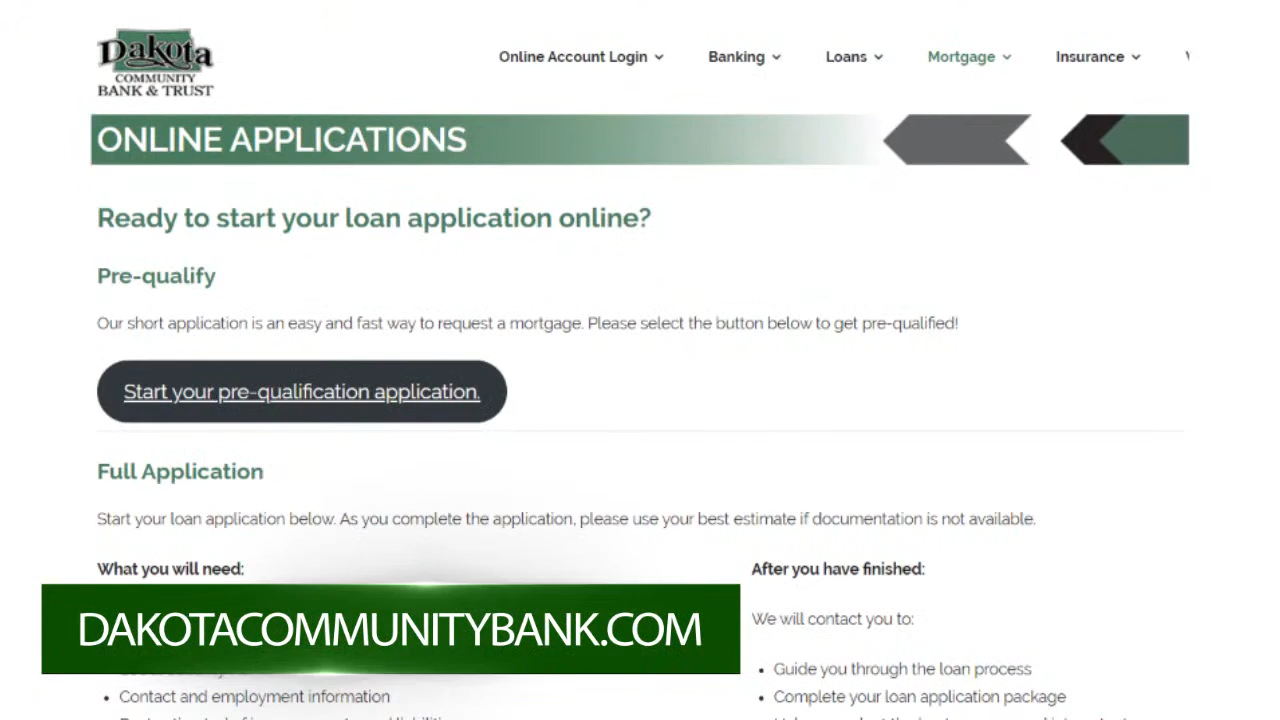 Dakota
COMMUNITY
BANK & TRUST
Online Account Login
Banking
Loans
Mortgage
Insurance
ONLINE APPLICATIONS
Ready to start your loan application online?
Pre-qualify
Our short application is an easy and fast way to request a mortgage. Please select the button below to get pre-qualified!
Start your pre-qualification application.
Full Application
Start your loan application below. As you complete the application, please use your best estimate if documentation is not available.
What you will need:
DAKOTACOMMUNITYBANK.COM
• Contact and employment information
After you have finished:
We will contact you to:
• Guide you through the loan process
• Complete your loan application package